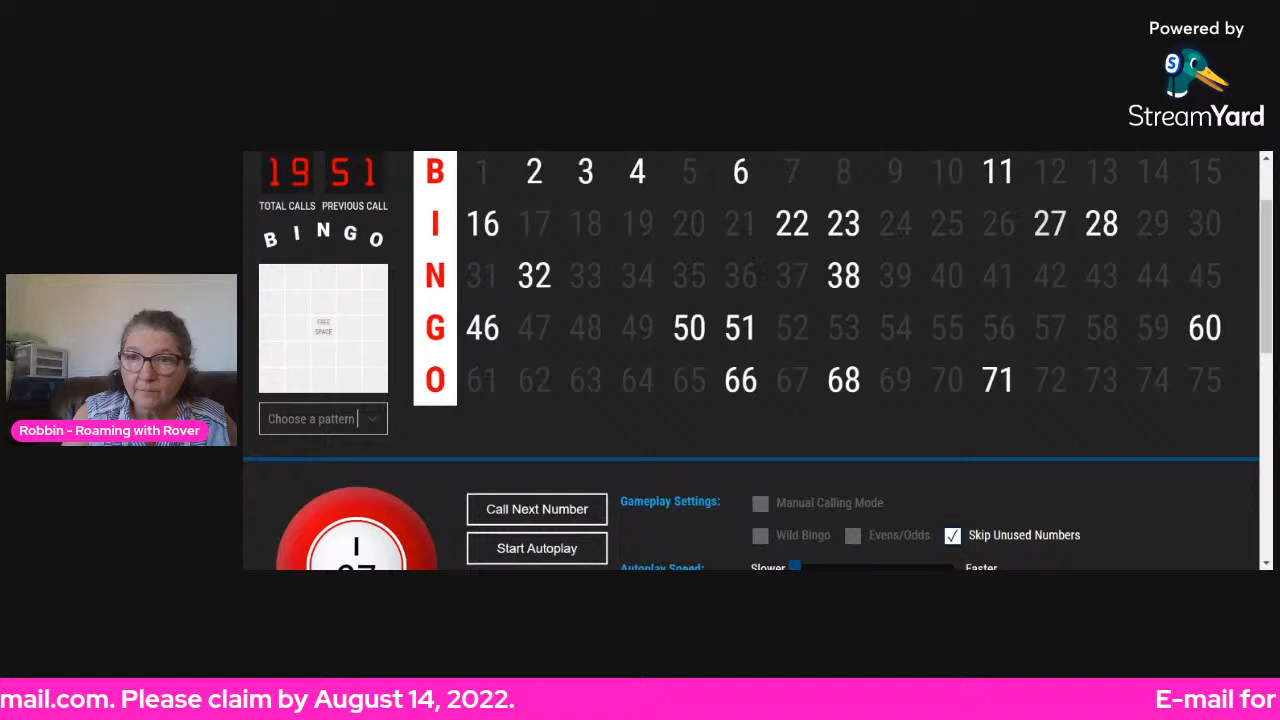 Powered by
StreamYard
19 51
TOTAL CALLS PREVIOUS CALL
BINGO
FREE
SPACE
Choose a pattern
B 1 2 3 4 5 6 7 8 9 10 11 12 13 14 15
I 16 17 18 19 20 21 22 23 24 25 26 27 28 29 30
N 31 32 33 34 35 36 37 38 39 40 41 42 43 44 45
G 46 47 48 49 50 51 52 53 54 55 56 57 58 59 60
O 61 62 63 64 65 66 67 68 69 70 71 72 73 74 75
Robbin - Roaming with Rover
I
Call Next Number
Start Autoplay
Gameplay Settings:
Manual Calling Mode
Wild Bingo Evens/Odds Skip Unused Numbers
Autoplay Speed: Slower Faster
mail.com. Please claim by August 14, 2022. E-mail for